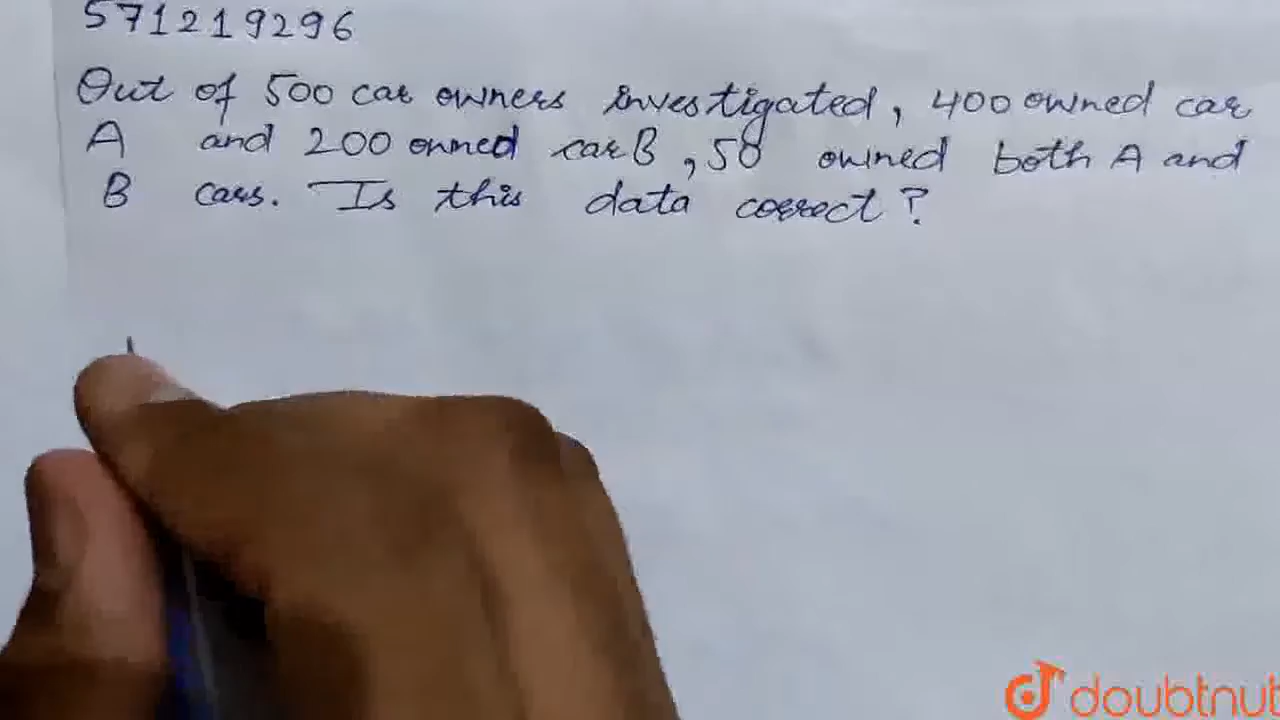 571219296
Out of 500 car owners investigated, 400 owned car
A and 200 owned car B, 50 owned both A and
B cars. Is this data correct?
doubtnut